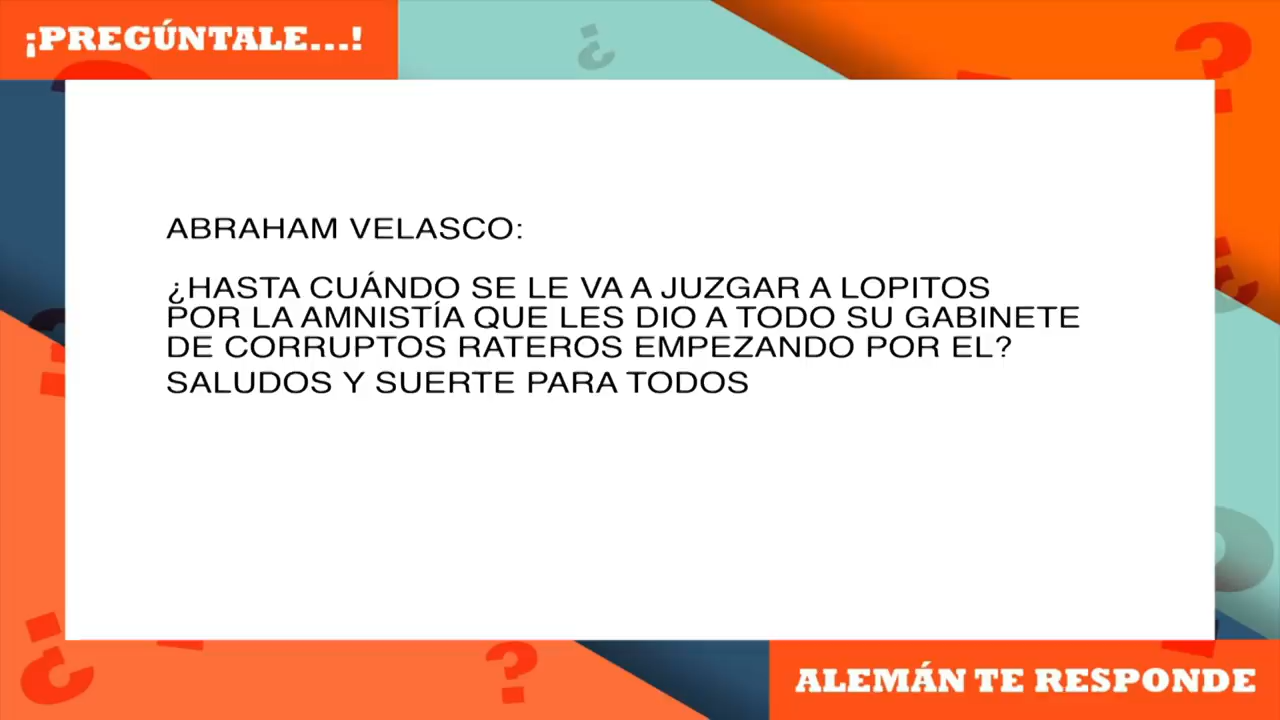 ¡PREGÚNTALE...!
ABRAHAM VELASCO:
¿HASTA CUÁNDO SE LE VA A JUZGAR A LOPITOS
POR LA AMNISTÍA QUE LES DIO A TODO SU GABINETE
DE CORRUPTOS RATEROS EMPEZANDO POR EL?
SALUDOS Y SUERTE PARA TODOS
ALEMÁN TE RESPONDE